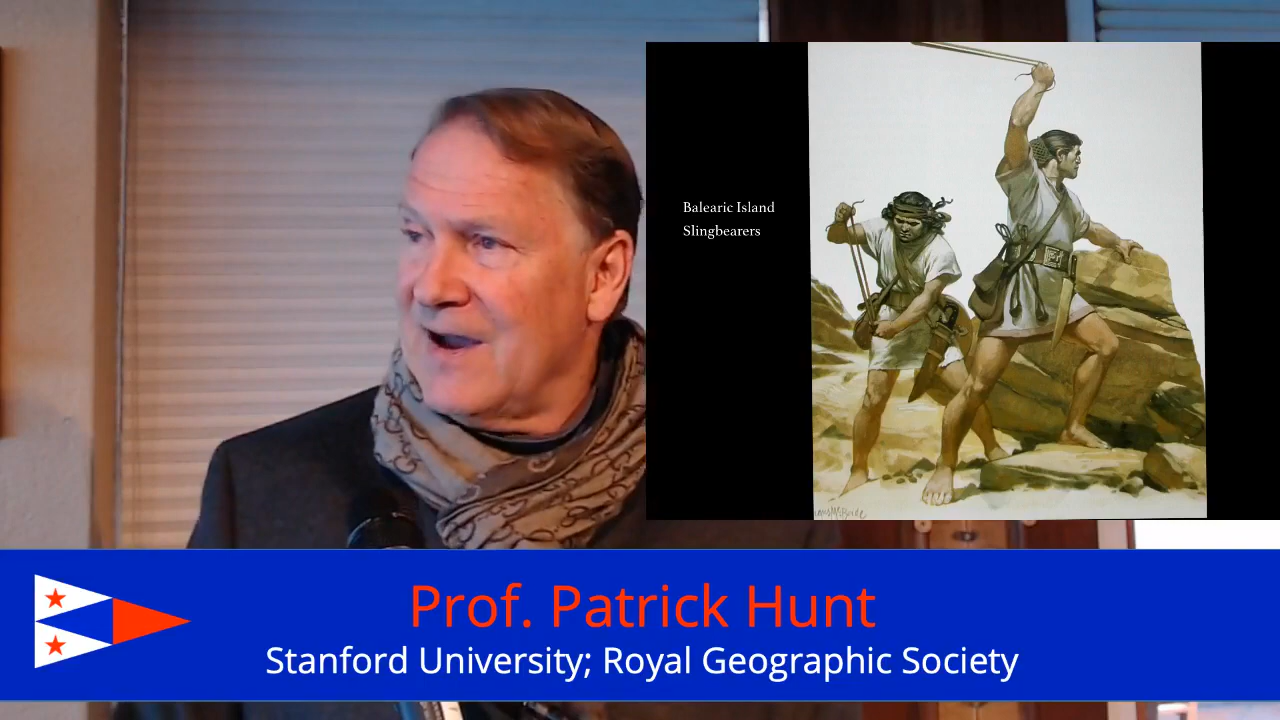 Balearic Island
Slingbearers
Prof. Patrick Hunt
Stanford University; Royal Geographic Society